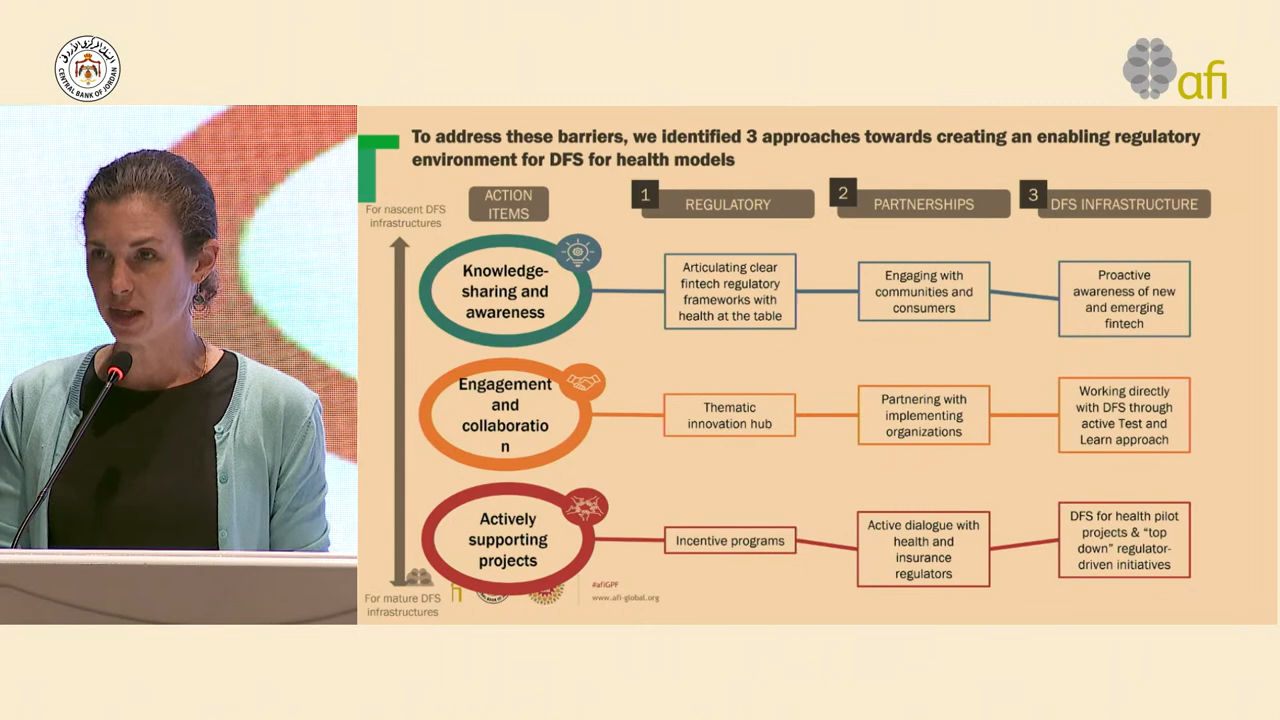 البنك المركزي الأردني
CENTRAL BANK OF JORDAN
afi
To address these barriers, we identified 3 approaches towards creating an enabling regulatory
environment for DFS for health models
For nascent DFS
infrastructures
ACTION
ITEMS
1
REGULATORY
2
PARTNERSHIPS
3
DFS INFRASTRUCTURE
Knowledge-
sharing and
awareness
Articulating clear
fintech regulatory
frameworks with
health at the table
Engaging with
communities and
consumers
Proactive
awareness of new
and emerging
fintech
Engagement
and
collaboratio
n
Thematic
innovation hub
Partnering with
implementing
organizations
Working directly
with DFS through
active Test and
Learn approach
Actively
supporting
projects
Incentive programs
Active dialogue with
health and
insurance
regulators
DFS for health pilot
projects & “top
down” regulator-
driven initiatives
For mature DFS
infrastructures
#afiGPF
www.afi-global.org